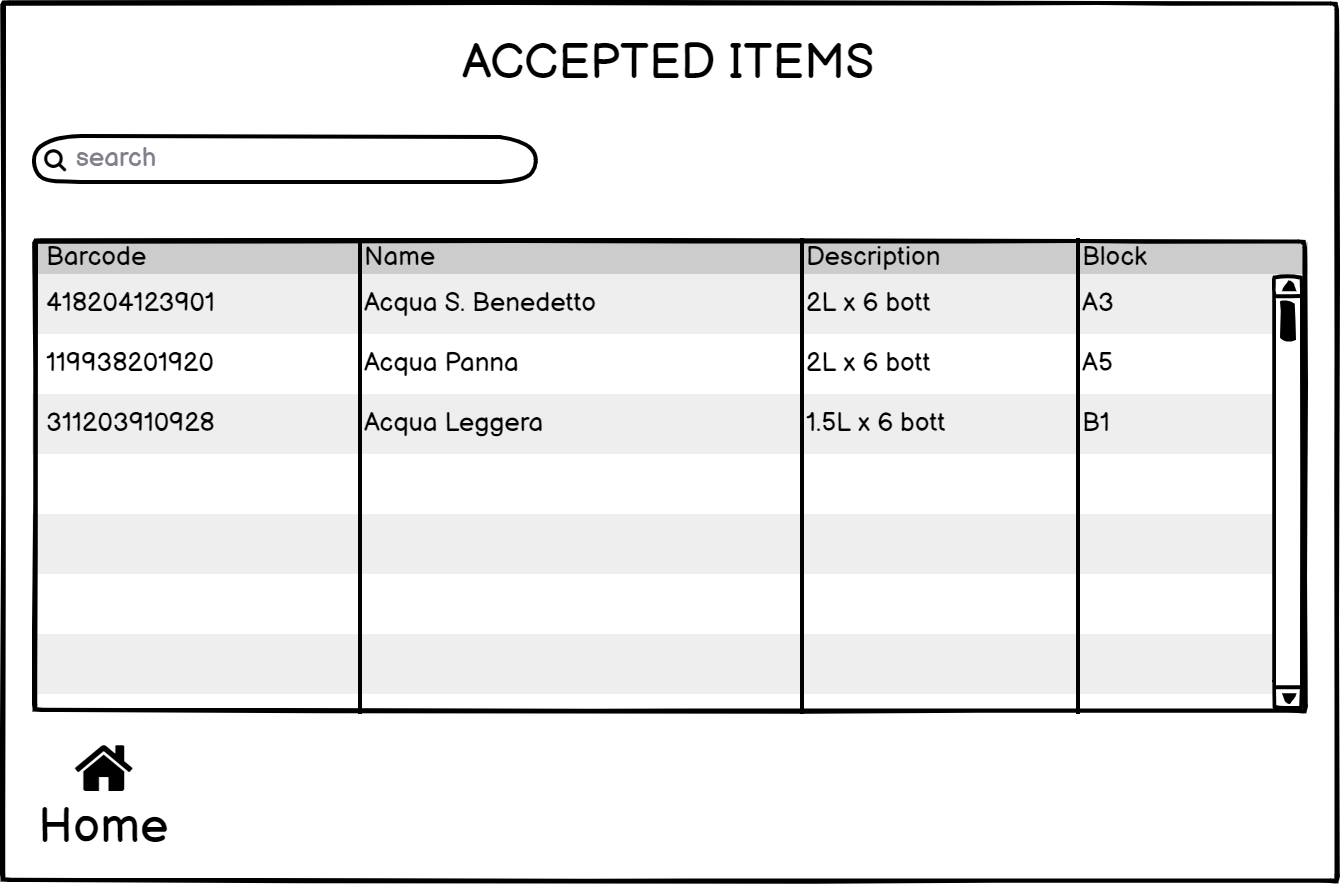 ACCEPTED ITEMS
search
Barcode Name Description Block
418204123901 Acqua S. Benedetto 2L x 6 bott A3
119938201920 Acqua Panna 2L x 6 bott A5
311203910928 Acqua Leggera 1.5L x 6 bott B1
Home